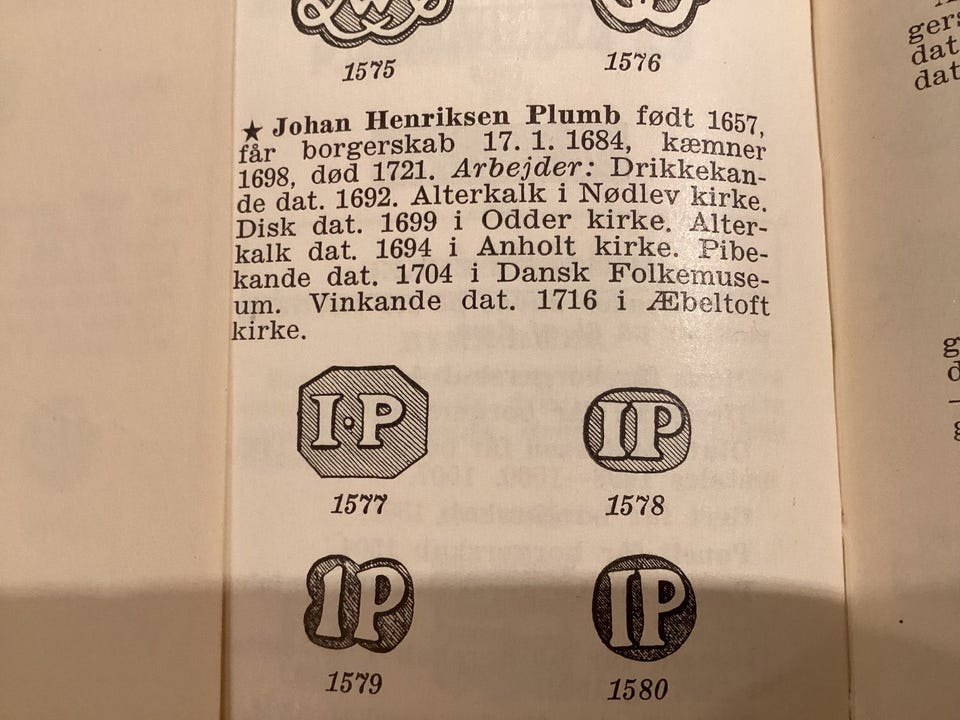 1575 1576
★ Johan Henriksen Plumb født 1657,
får borgerskab 17. 1. 1684, kæmner
1698, død 1721. Arbejder: Drikkekan-
de dat. 1692. Alterkalk i Nødlev kirke.
Disk dat. 1699 i Odder kirke. Alter-
kalk dat. 1694 i Anholt kirke. Pibe-
kande dat. 1704 i Dansk Folkemuse-
um. Vinkande dat. 1716 i Æbeltoft
kirke.
I·P IP
1577 1578
IP IP
1579 1580
dat
dat